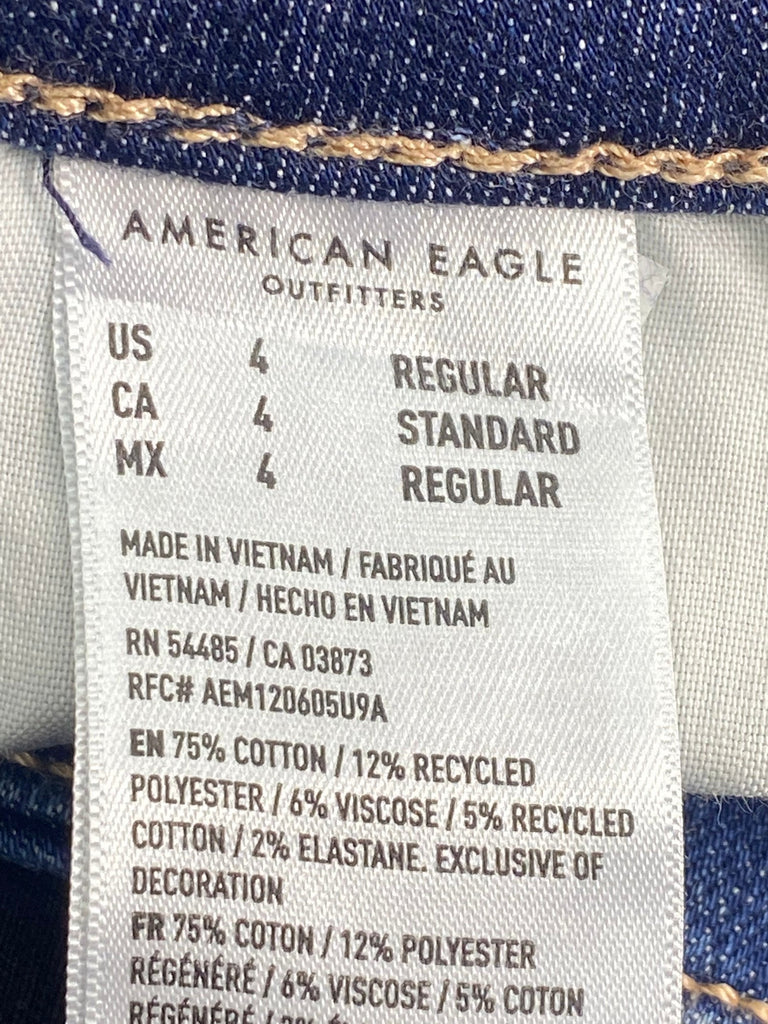 AMERICAN EAGLE
OUTFITTERS
US 4 REGULAR
CA 4 STANDARD
MX 4 REGULAR
MADE IN VIETNAM / FABRIQUÉ AU
VIETNAM / HECHO EN VIETNAM
RN 54485 / CA 03873
RFC# AEM120605U9A
EN 75% COTTON / 12% RECYCLED
POLYESTER / 6% VISCOSE / 5% RECYCLED
COTTON / 2% ELASTANE. EXCLUSIVE OF
DECORATION
FR 75% COTON / 12% POLYESTER
RÉGÉNÉRÉ / 6% VISCOSE / 5% COTON
RÉGÉNÉRÉ /